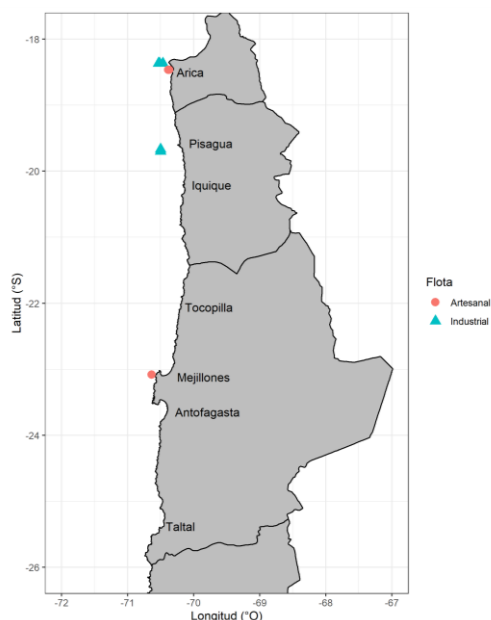 -18
Arica
Pisagua
-20
Iquique
Latitud (°S)
-22
Tocopilla
Flota
Artesanal
Industrial
Mejillones
Antofagasta
-24
Taltal
-26
-72 -71 -70 -69 -68 -67
Longitud (°O)